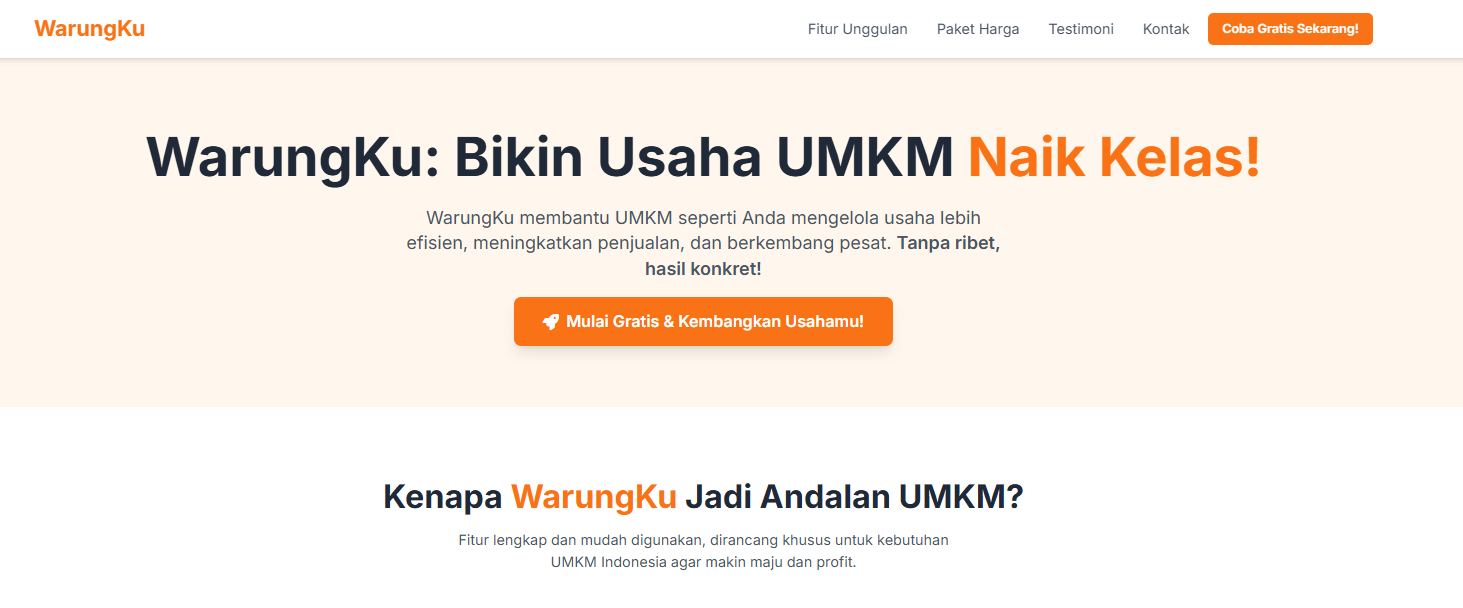 WarungKu
Fitur Unggulan
Paket Harga
Testimoni
Kontak
Coba Gratis Sekarang!
WarungKu: Bikin Usaha UMKM Naik Kelas!
WarungKu membantu UMKM seperti Anda mengelola usaha lebih
efisien, meningkatkan penjualan, dan berkembang pesat. Tanpa ribet,
hasil konkret!
Mulai Gratis & Kembangkan Usahamu!
Kenapa WarungKu Jadi Andalan UMKM?
Fitur lengkap dan mudah digunakan, dirancang khusus untuk kebutuhan
UMKM Indonesia agar makin maju dan profit.